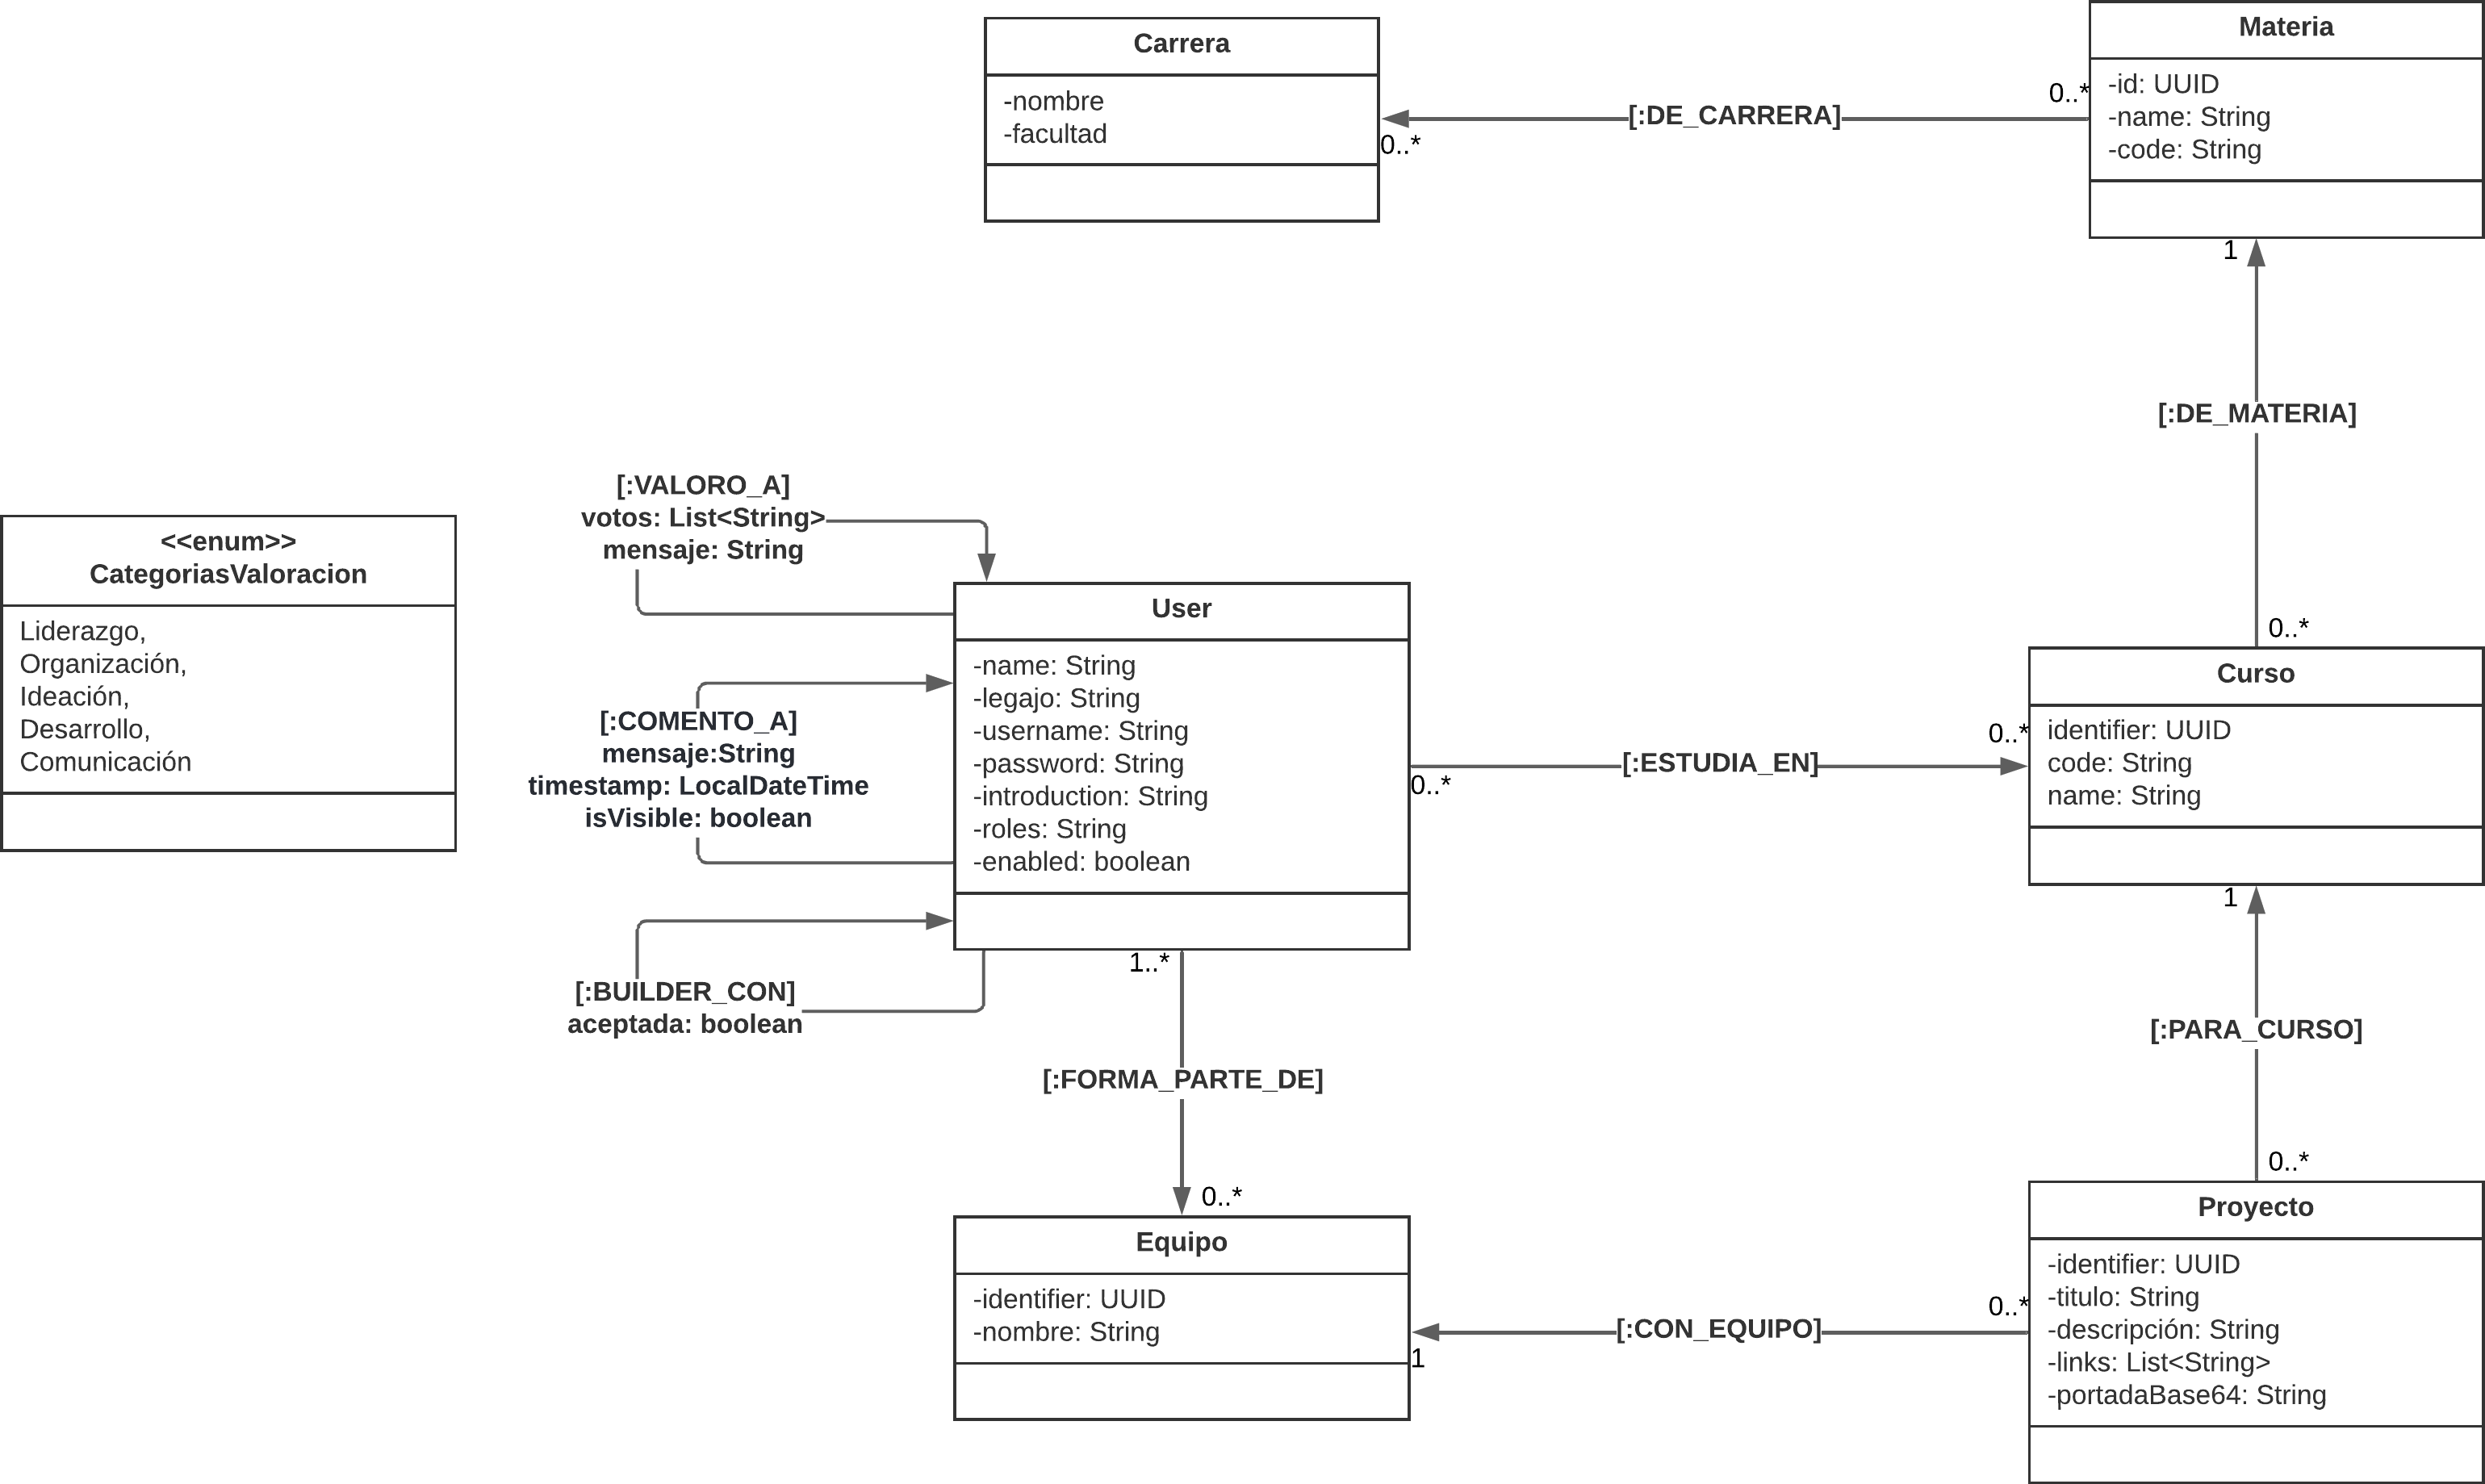 Carrera
-nombre
-facultad
Materia
-id: UUID
-name: String
-code: String
0..*
[:DE_CARRERA]
0..*
1
[:DE_MATERIA]
0..*
<<enum>>
CategoriasValoracion
Liderazgo,
Organización,
Ideación,
Desarrollo,
Comunicación
[:VALORO_A]
votos: List<String>
mensaje: String
[:COMENTO_A]
mensaje:String
timestamp: LocalDateTime
isVisible: boolean
[:BUILDER_CON]
aceptada: boolean
User
-name: String
-legajo: String
-username: String
-password: String
-introduction: String
-roles: String
-enabled: boolean
0..*
[:ESTUDIA_EN]
0..*
Curso
identifier: UUID
code: String
name: String
1
[:PARA_CURSO]
0..*
1..*
[:FORMA_PARTE_DE]
0..*
Equipo
-identifier: UUID
-nombre: String
1
[:CON_EQUIPO]
0..*
Proyecto
-identifier: UUID
-titulo: String
-descripción: String
-links: List<String>
-portadaBase64: String